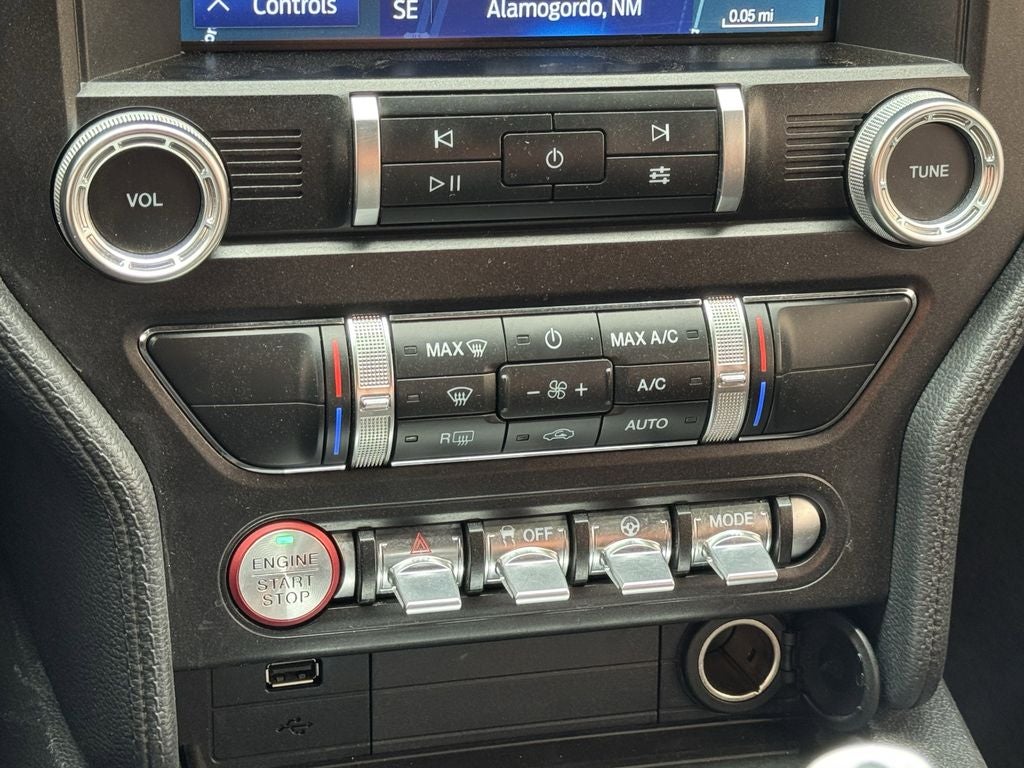 Controls
SE
Alamogordo, NM
0.05 mi
VOL
TUNE
MAX
MAX A/C
A/C
R
AUTO
ENGINE
START
STOP
OFF
MODE